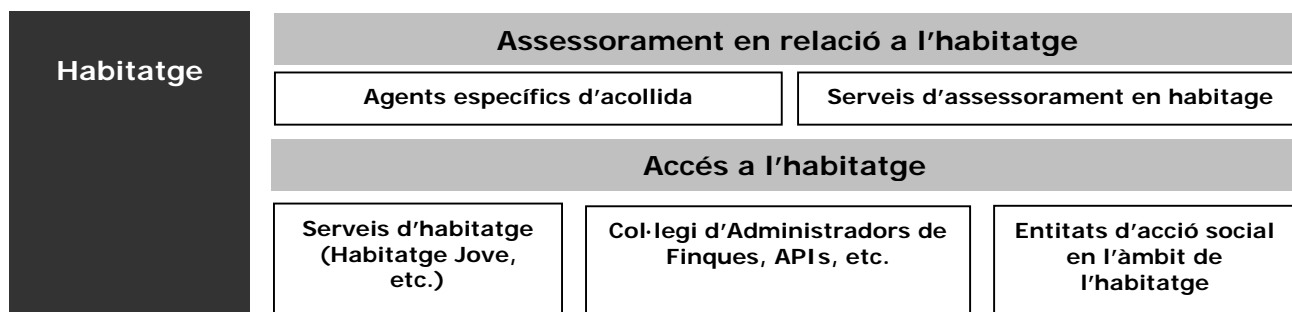 Habitatge
Assessorament en relació a l'habitatge
Agents específics d'acollida
Serveis d'assessorament en habitage
Accés a l'habitatge
Serveis d'habitatge
(Habitatge Jove,
etc.)
Col·legi d'Administradors de
Finques, APIs, etc.
Entitats d'acció social
en l'àmbit de
l'habitatge